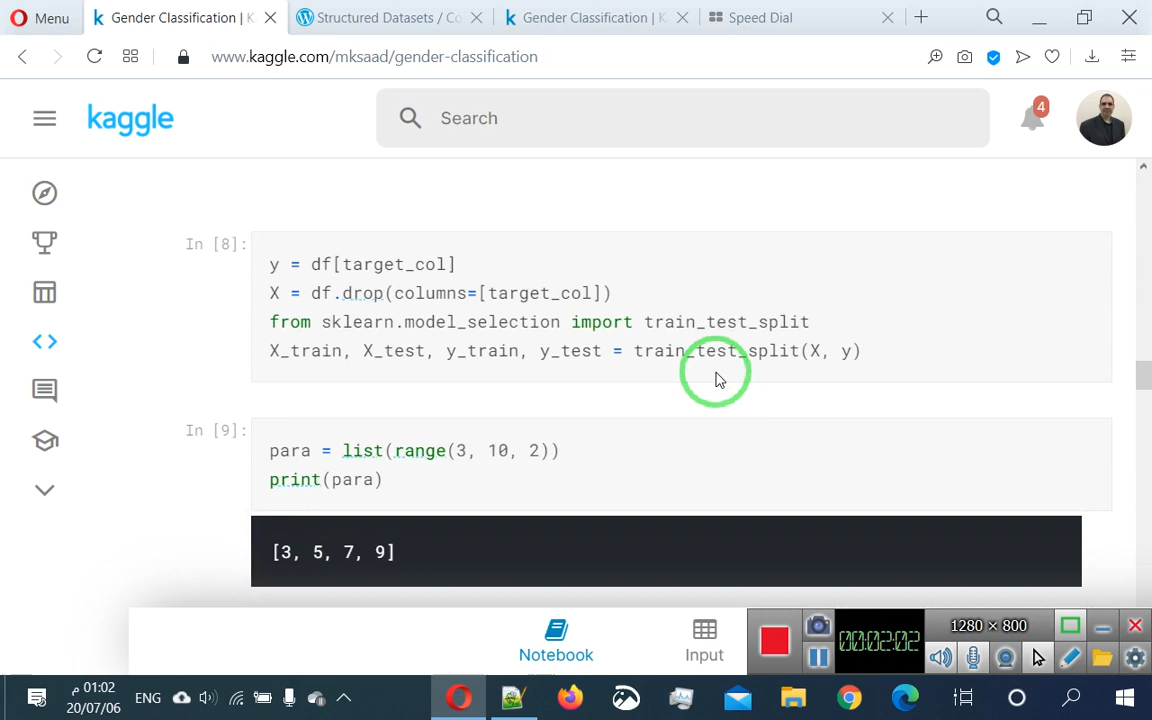 Menu
Gender Classification | K
Structured Datasets / Co
Gender Classification | K
Speed Dial
www.kaggle.com/mksaad/gender-classification
kaggle
Search
4
In [8]:
y = df[target_col]
X = df.drop(columns=[target_col])
from sklearn.model_selection import train_test_split
X_train, X_test, y_train, y_test = train_test_split(X, y)
In [9]:
para = list(range(3, 10, 2))
print(para)
[3, 5, 7, 9]
Notebook
Input
00:02:02
1280 × 800
01:02 م
20/07/06
ENG